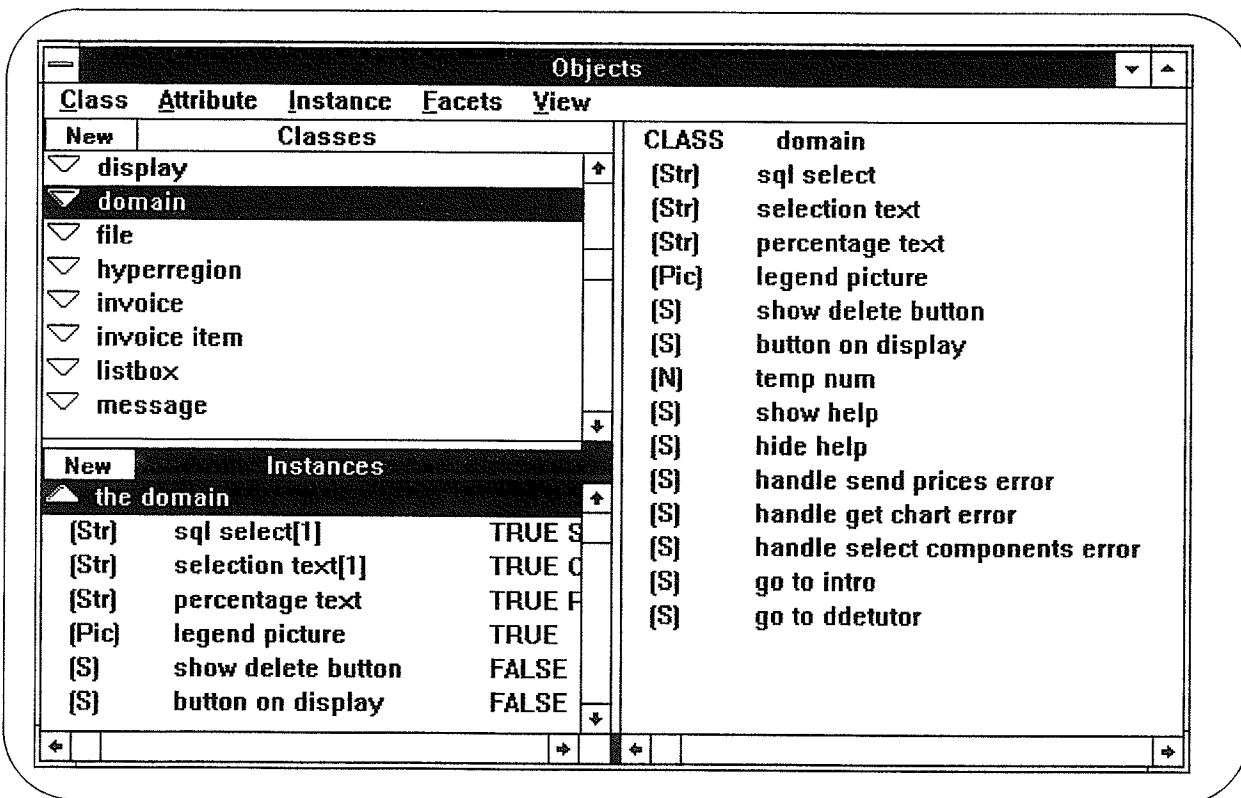 Objects
Class Attribute Instance Facets View
New Classes
display
domain
file
hyperregion
invoice
invoice item
listbox
message
New Instances
the domain
(Str) sql select[1] TRUE S
(Str) selection text[1] TRUE
(Str) percentage text TRUE
(Pic) legend picture TRUE
(S) show delete button FALSE
(S) button on display FALSE
CLASS domain
(Str) sql select
(Str) selection text
(Str) percentage text
(Pic) legend picture
(S) show delete button
(S) button on display
(N) temp num
(S) show help
(S) hide help
(S) handle send prices error
(S) handle get chart error
(S) handle select components error
(S) go to intro
(S) go to ddetutor